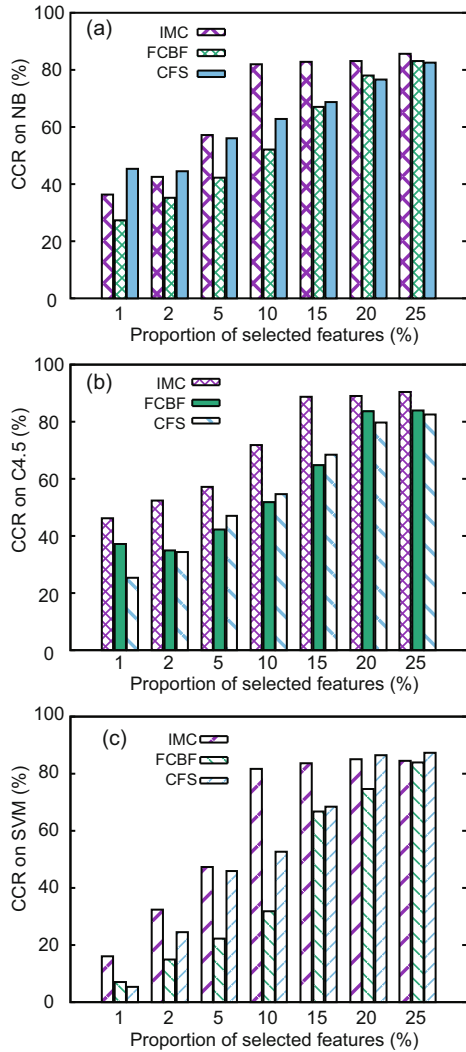 (a)
IMC
FCBF
CFS
CCR on NB (%)
100
80
60
40
20
0
1 2 5 10 15 20 25
Proportion of selected features (%)
(b)
IMC
FCBF
CFS
CCR on C4.5 (%)
100
80
60
40
20
0
1 2 5 10 15 20 25
Proportion of selected features (%)
(c)
IMC
FCBF
CFS
CCR on SVM (%)
100
80
60
40
20
0
1 2 5 10 15 20 25
Proportion of selected features (%)